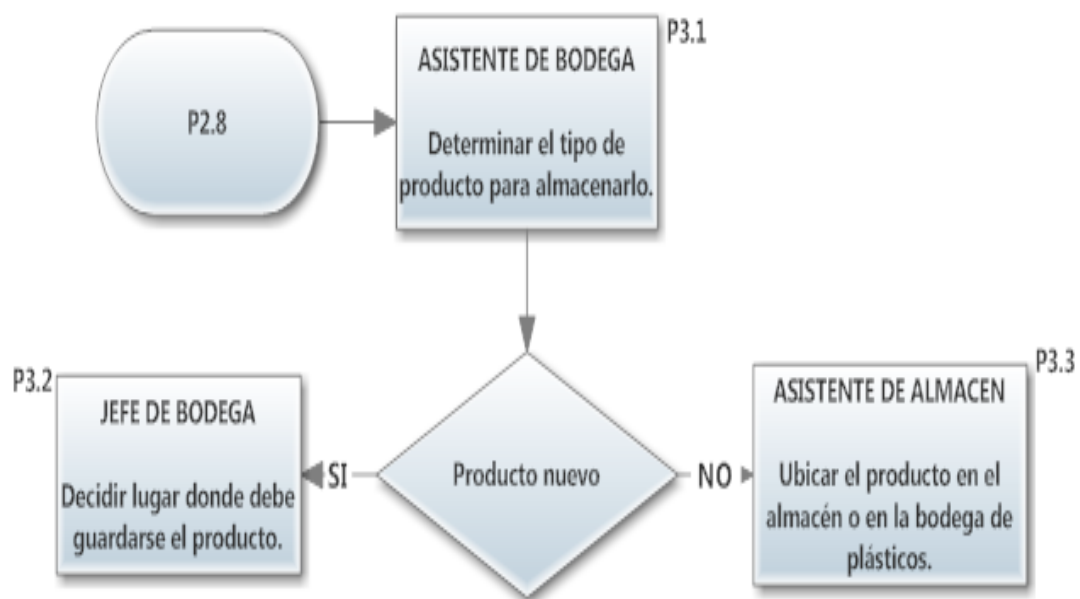 P2.8
P3.1
ASISTENTE DE BODEGA
Determinar el tipo de
producto para almacenarlo.
P3.2
JEFE DE BODEGA
Decidir lugar donde debe
guardarse el producto.
SI
Producto nuevo
NO
P3.3
ASISTENTE DE ALMACEN
Ubicar el producto en el
almacén o en la bodega de
plásticos.